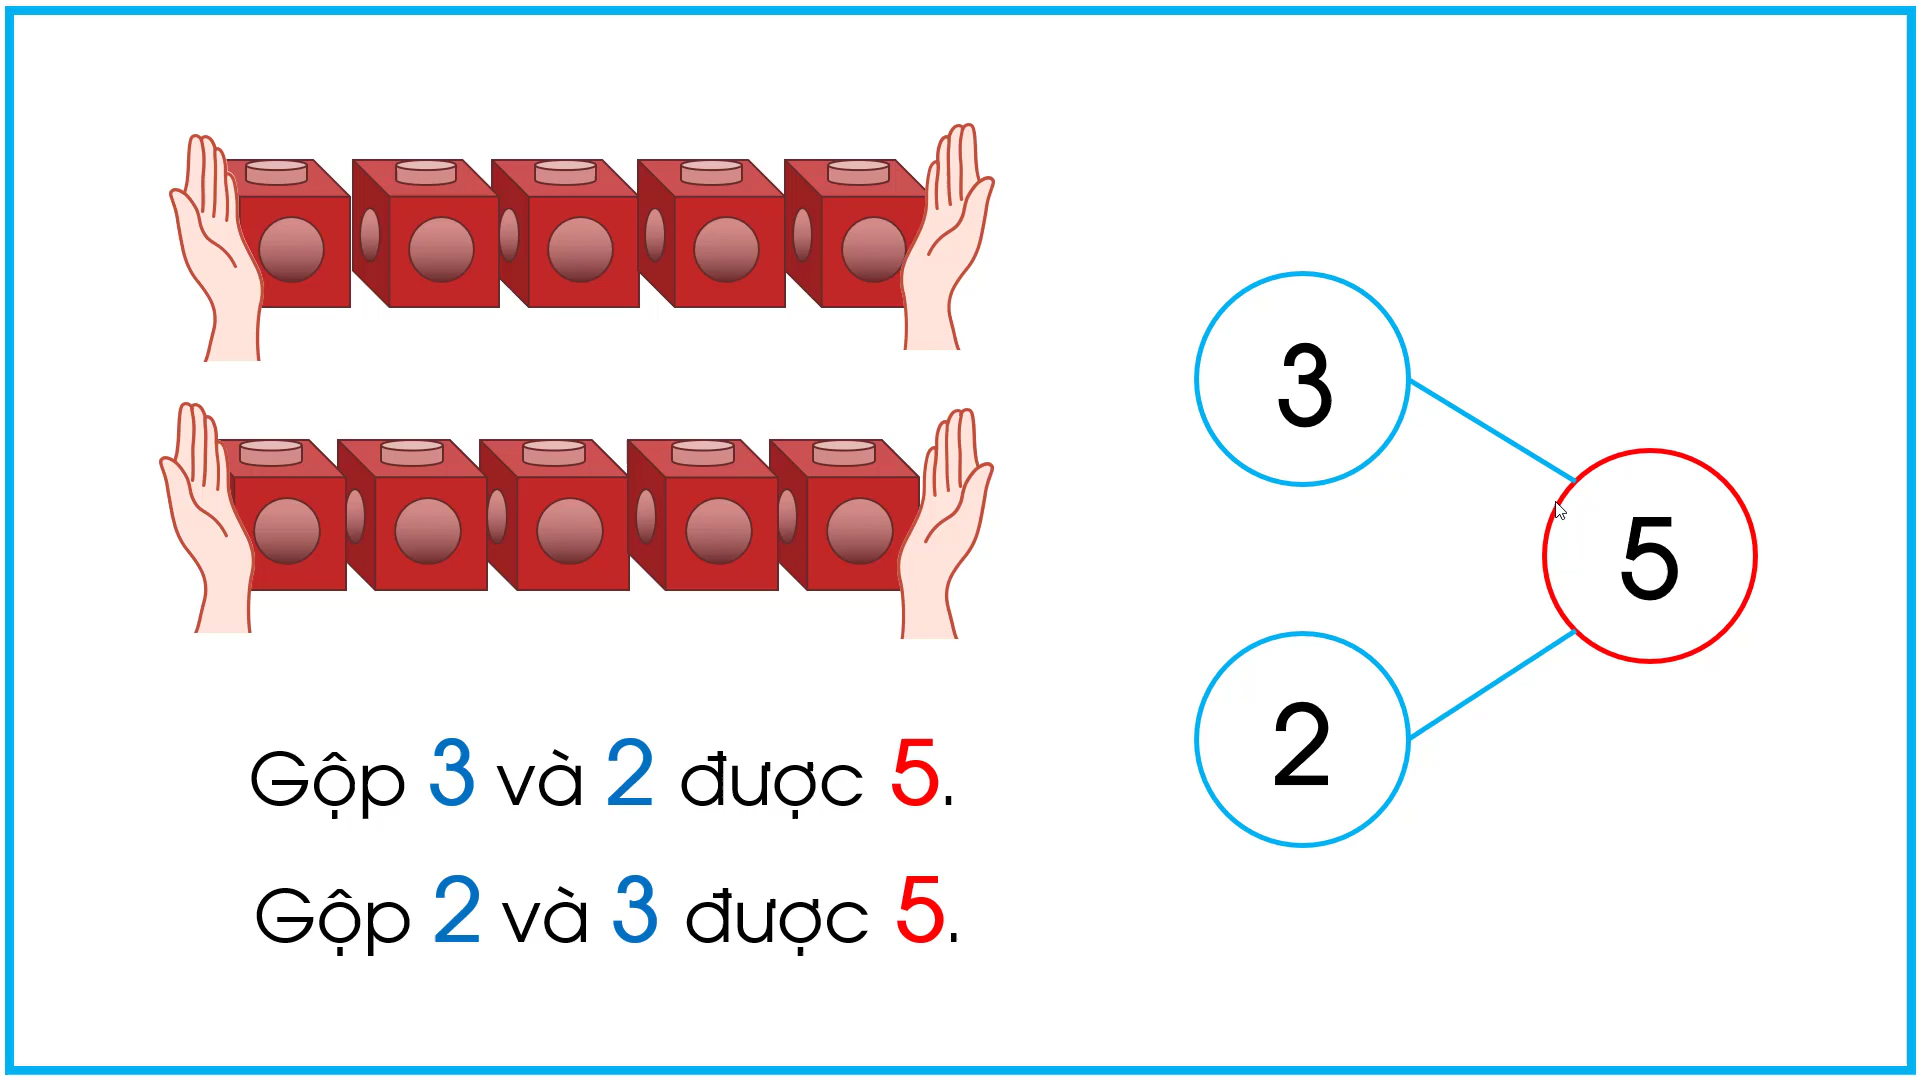 Gộp 3 và 2 được 5.
Gộp 2 và 3 được 5.
3
5
2